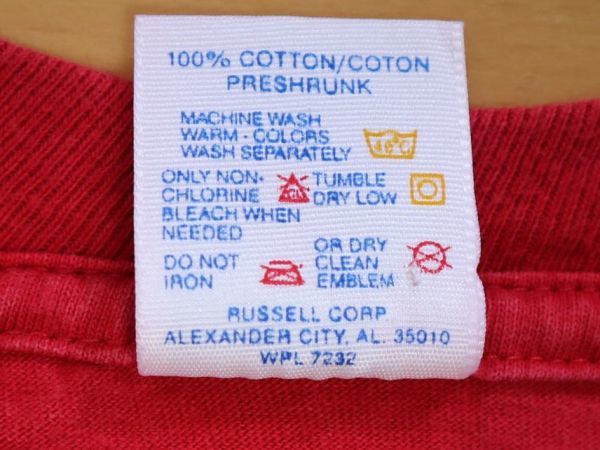 100% COTTON/COTON
PRESHRUNK
MACHINE WASH
WARM - COLORS
WASH SEPARATELY
40°C
ONLY NON-
CHLORINE
BLEACH WHEN
NEEDED
CL
TUMBLE
DRY LOW
DO NOT
IRON
OR DRY
CLEAN
EMBLEM
RUSSELL CORP.
ALEXANDER CITY, AL. 35010
WPL 7232